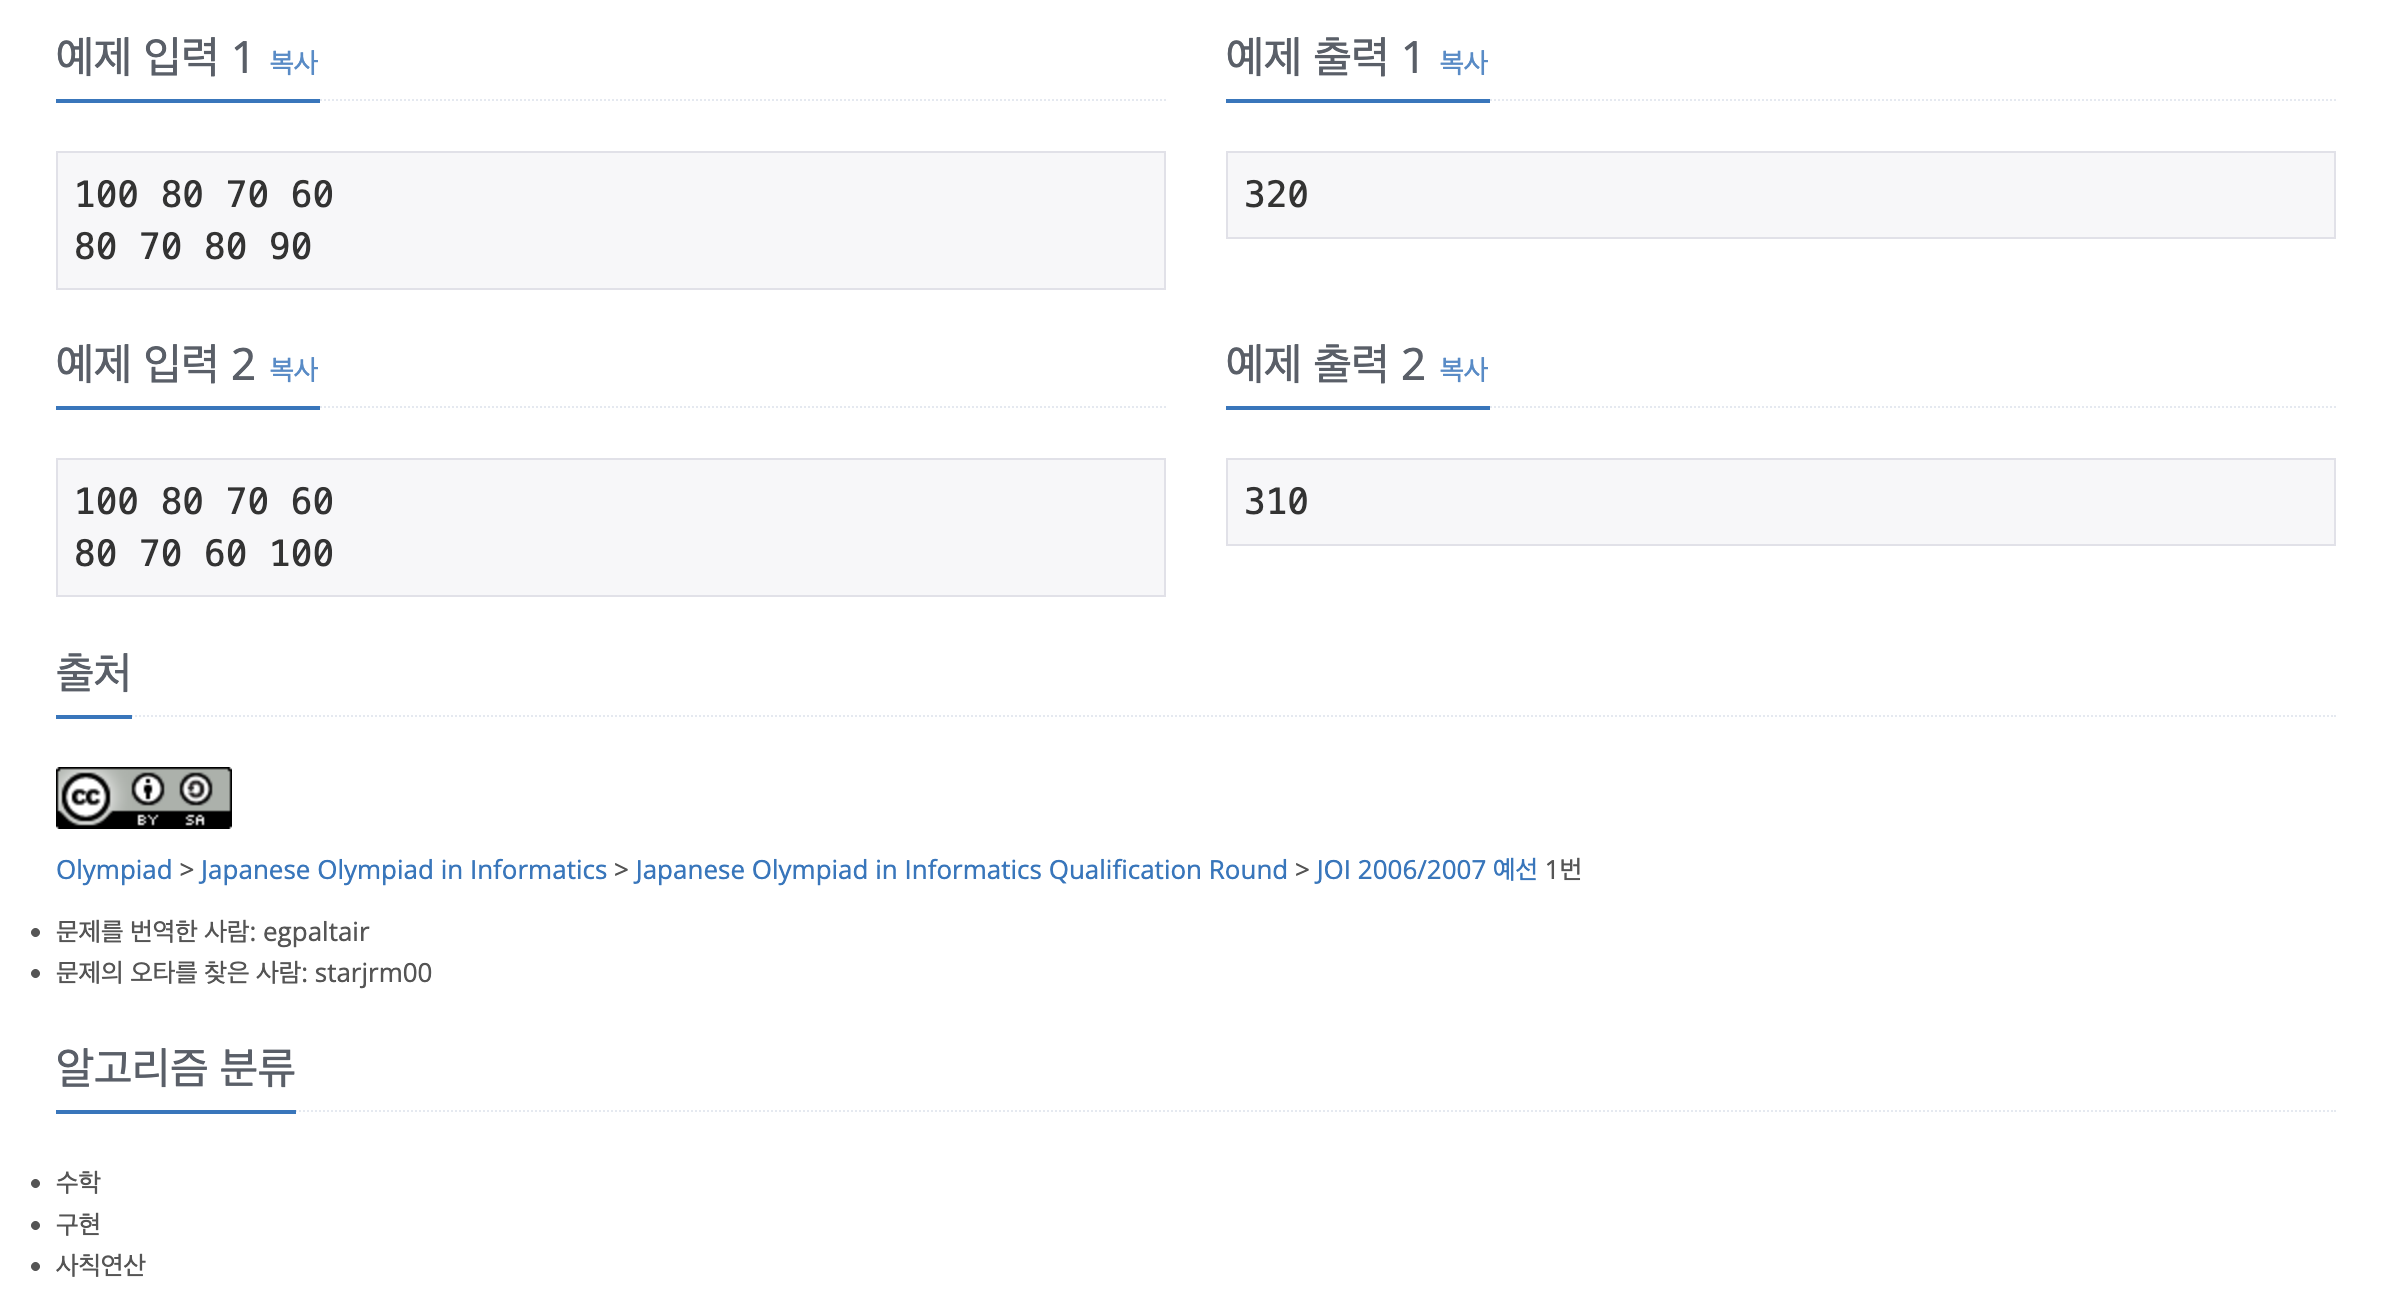 예제 입력 1 복사
100 80 70 60
80 70 80 90
예제 출력 1 복사
320
예제 입력 2 복사
100 80 70 60
80 70 60 100
예제 출력 2 복사
310
출처
cc BY SA
Olympiad > Japanese Olympiad in Informatics > Japanese Olympiad in Informatics Qualification Round > JOI 2006/2007 예선 1번
문제를 번역한 사람: egpaltair
문제의 오타를 찾은 사람: starjrm00
알고리즘 분류
수학
구현
사칙연산